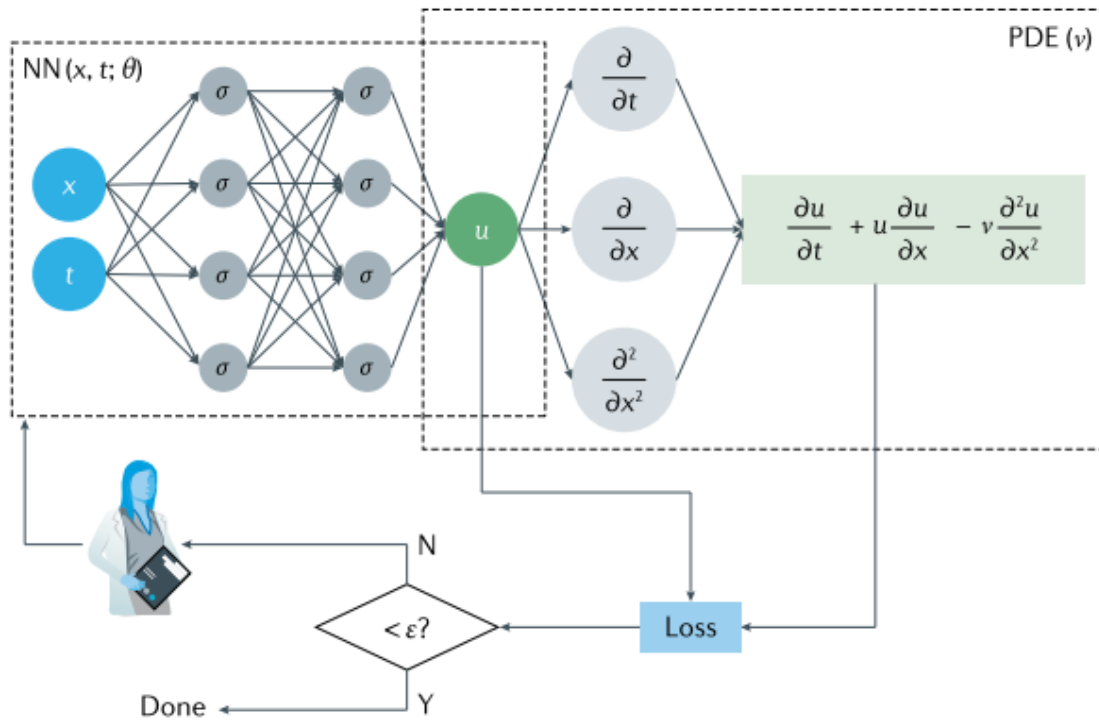 NN (x, t; θ)
PDE (ν)
x
t
σ
σ
σ
σ
σ
σ
σ
σ
u
∂/∂t
∂/∂x
∂²/∂x²
∂u/∂t + u ∂u/∂x − ν ∂²u/∂x²
N
< ε?
Loss
Y
Done